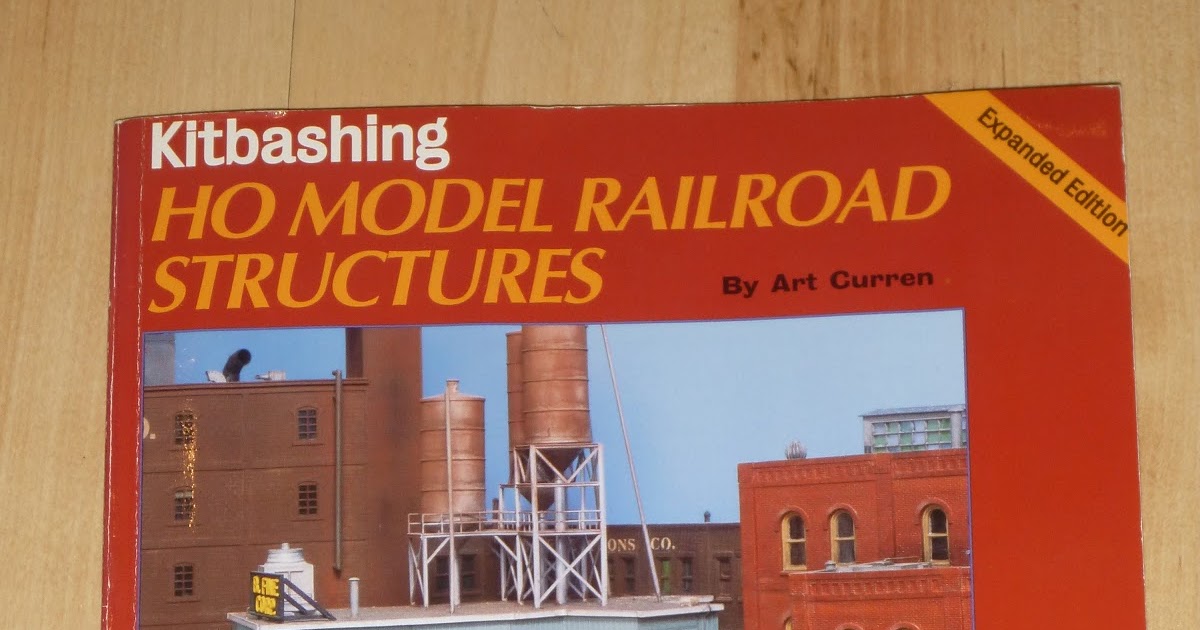 Kitbashing
HO MODEL RAILROAD
STRUCTURES
By Art Curren
Expanded Edition
ONS CO.